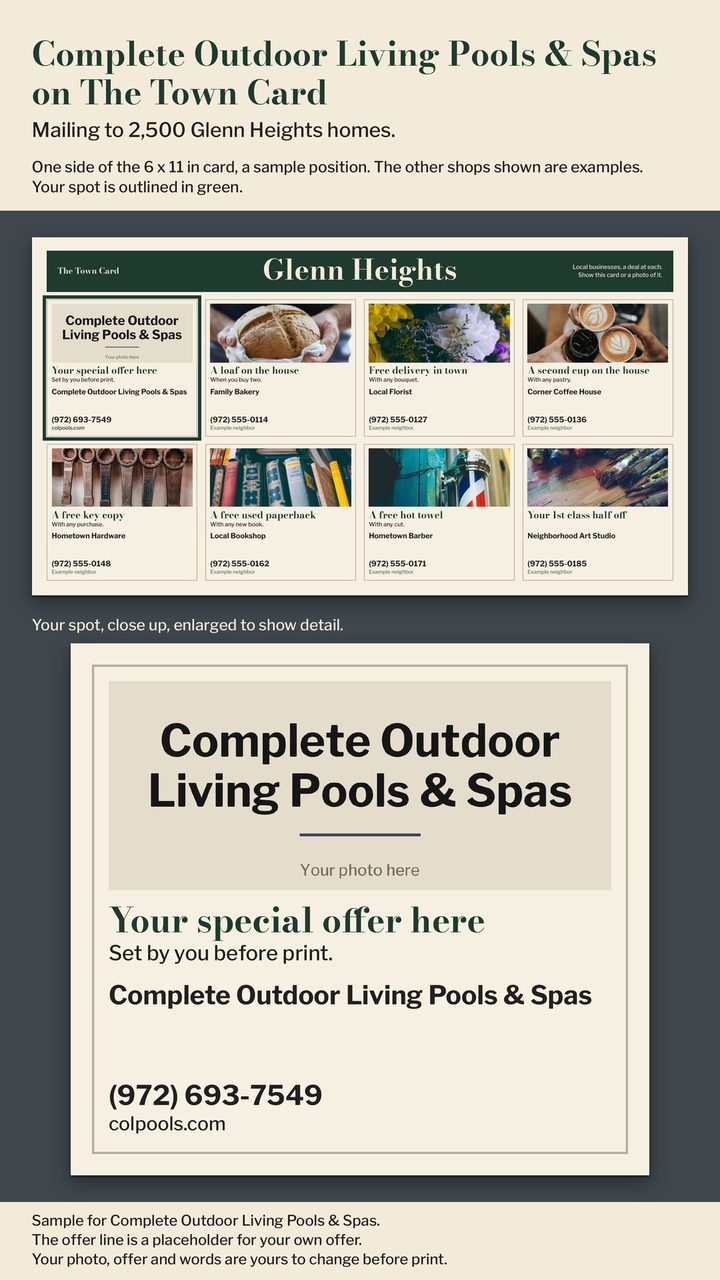 Complete Outdoor Living Pools & Spas
on The Town Card
Mailing to 2,500 Glenn Heights homes.
One side of the 6 x 11 in card, a sample position. The other shops shown are examples.
Your spot is outlined in green.
The Town Card
Glenn Heights
Local businesses, a deal at each.
Show this card or a photo of it.
Complete Outdoor
Living Pools & Spas
Your photo here
Your special offer here
Set by you before print.
Complete Outdoor Living Pools & Spas
(972) 693-7549
colpools.com
A loaf on the house
When you buy two.
Family Bakery
(972) 555-0114
Example neighbor
Free delivery in town
With any bouquet.
Local Florist
(972) 555-0127
Example neighbor
A second cup on the house
With any pastry.
Corner Coffee House
(972) 555-0136
Example neighbor
A free key copy
With any purchase.
Hometown Hardware
(972) 555-0148
Example neighbor
A free used paperback
With any new book.
Local Bookshop
(972) 555-0162
Example neighbor
A free hot towel
With any cut.
Hometown Barber
(972) 555-0171
Example neighbor
Your 1st class half off
Neighborhood Art Studio
(972) 555-0185
Example neighbor
Your spot, close up, enlarged to show detail.
Complete Outdoor
Living Pools & Spas
Your photo here
Your special offer here
Set by you before print.
Complete Outdoor Living Pools & Spas
(972) 693-7549
colpools.com
Sample for Complete Outdoor Living Pools & Spas.
The offer line is a placeholder for your own offer.
Your photo, offer and words are yours to change before print.